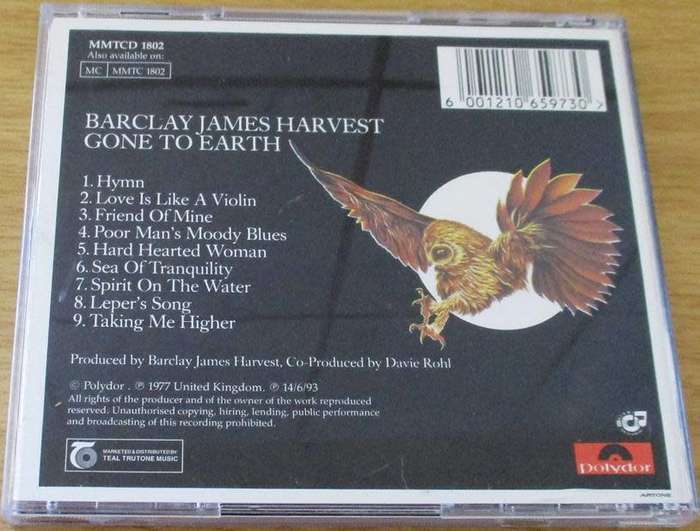 MMTCD 1802
Also available on:
MC MMTC 1802
6 001210 659730 >
BARCLAY JAMES HARVEST
GONE TO EARTH
1. Hymn
2. Love Is Like A Violin
3. Friend Of Mine
4. Poor Man's Moody Blues
5. Hard Hearted Woman
6. Sea Of Tranquility
7. Spirit On The Water
8. Leper's Song
9. Taking Me Higher
Produced by Barclay James Harvest, Co-Produced by Davie Rohl
© Polydor . ℗ 1977 United Kingdom. ℗ 14/6/93
All rights of the producer and of the owner of the work reproduced
reserved. Unauthorised copying, hiring, lending, public performance
and broadcasting of this recording prohibited.
MARKETED & DISTRIBUTED BY
TEAL TRUTONE MUSIC
Polydor
ARTONE